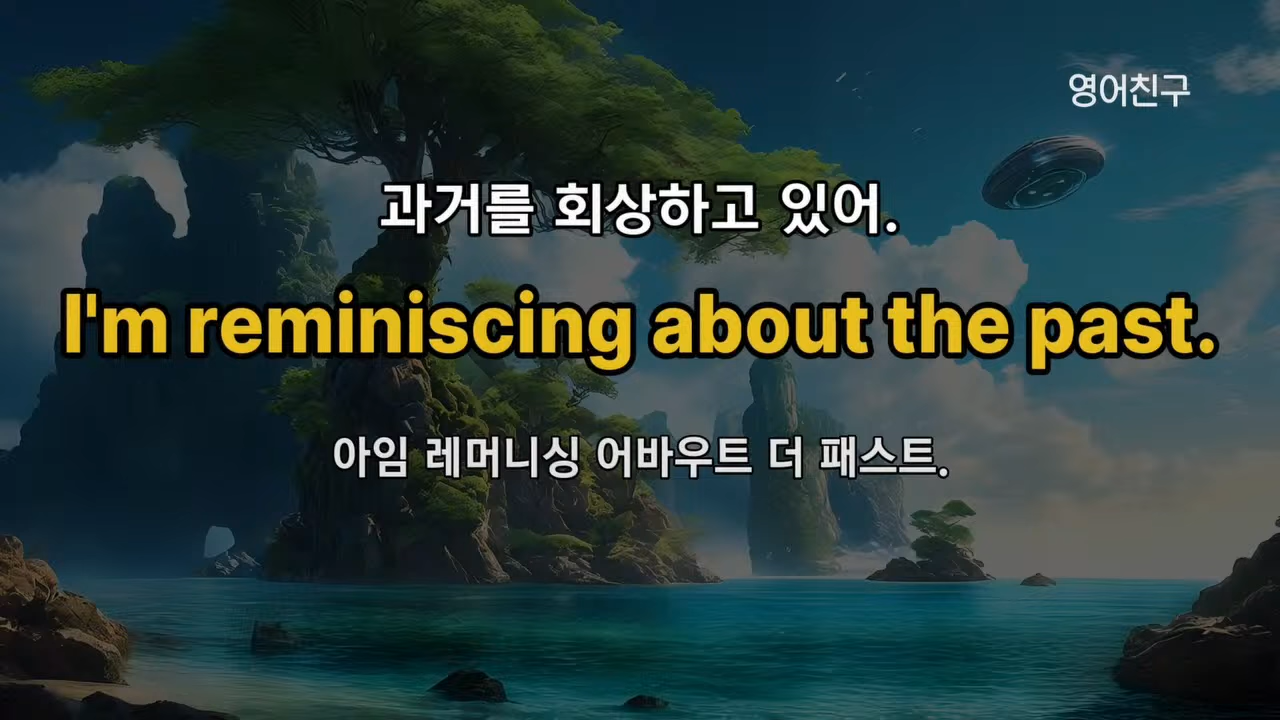 영어친구
과거를 회상하고 있어.
I'm reminiscing about the past.
아임 레머니싱 어바우트 더 패스트.